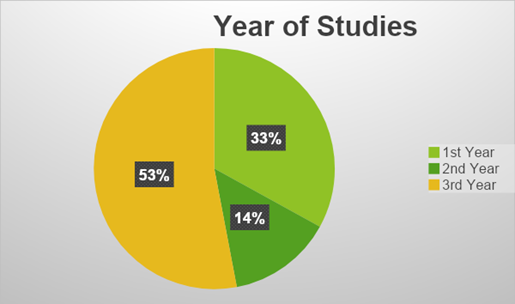 Year of Studies
33%
53%
14%
1st Year
2nd Year
3rd Year